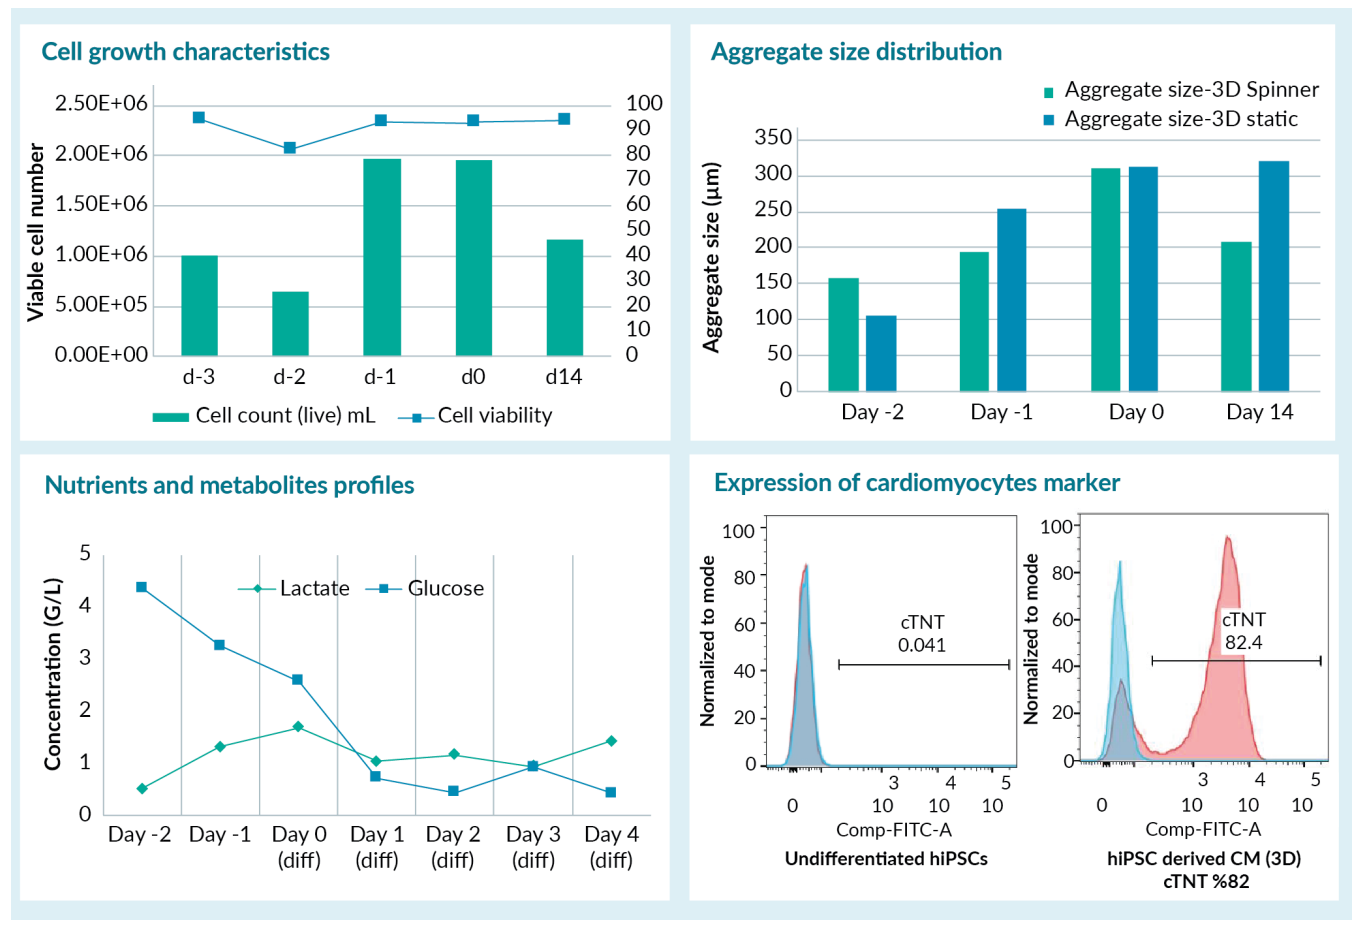 Cell growth characteristics
Viable cell number
2.50E+06
2.00E+06
1.50E+06
1.00E+06
5.00E+05
0.00E+00
100
90
80
70
60
50
40
30
20
10
0
d-3 d-2 d-1 d0 d14
Cell count (live) mL Cell viability
Aggregate size distribution
Aggregate size-3D Spinner
Aggregate size-3D static
Aggregate size (µm)
350
300
250
200
150
100
50
0
Day -2 Day -1 Day 0 Day 14
Nutrients and metabolites profiles
Lactate Glucose
Concentration (G/L)
5
4
3
2
1
0
Day -2 Day -1 Day 0 Day 1 Day 2 Day 3 Day 4
(diff) (diff) (diff) (diff) (diff)
Expression of cardiomyocytes marker
Normalized to mode
100
80
60
40
20
0
cTNT
0.041
3 4 5
0 10 10 10
Comp-FITC-A
Undifferentiated hiPSCs
Normalized to mode
100
80
60
40
20
0
cTNT
82.4
3 4 5
0 10 10 10
Comp-FITC-A
hiPSC derived CM (3D)
cTNT %82